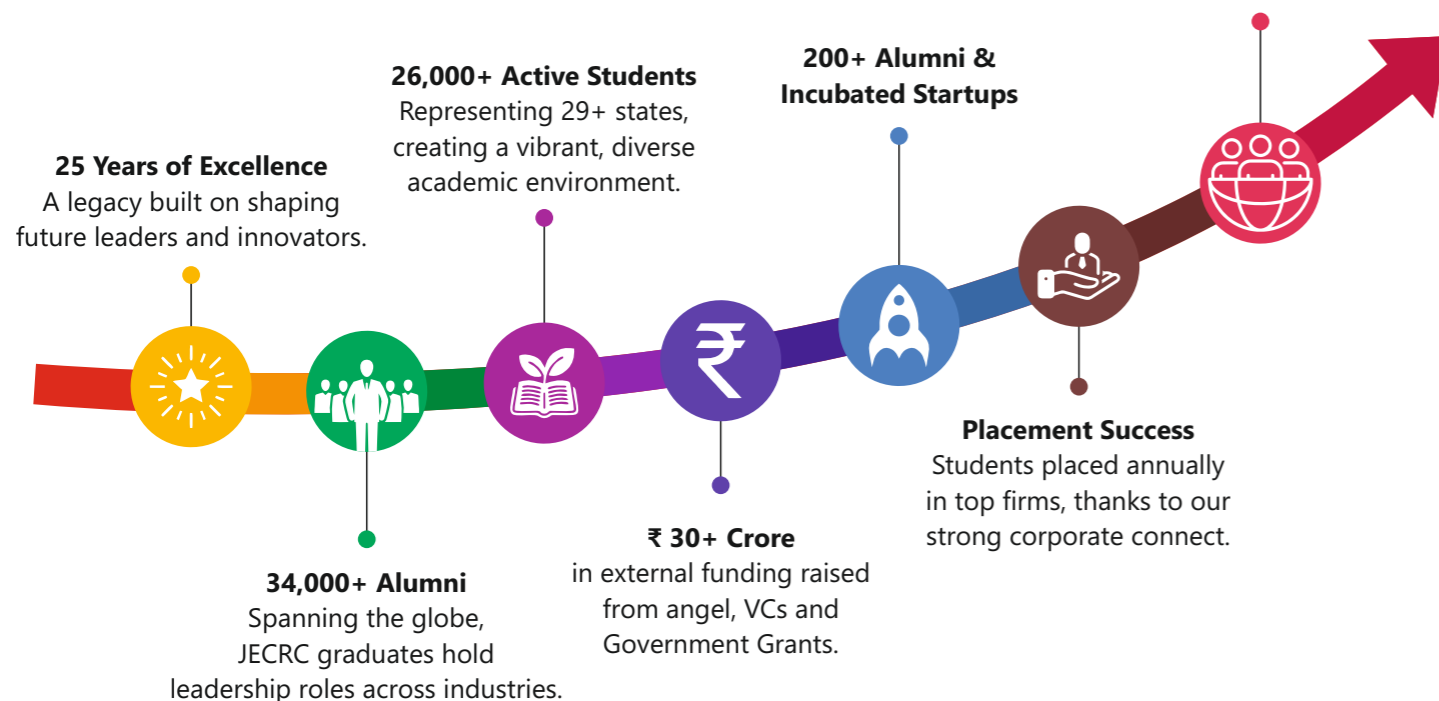 25 Years of Excellence
A legacy built on shaping
future leaders and innovators.
34,000+ Alumni
Spanning the globe,
JECRC graduates hold
leadership roles across industries.
26,000+ Active Students
Representing 29+ states,
creating a vibrant, diverse
academic environment.
₹
₹ 30+ Crore
in external funding raised
from angel, VCs and
Government Grants.
200+ Alumni &
Incubated Startups
Placement Success
Students placed annually
in top firms, thanks to our
strong corporate connect.